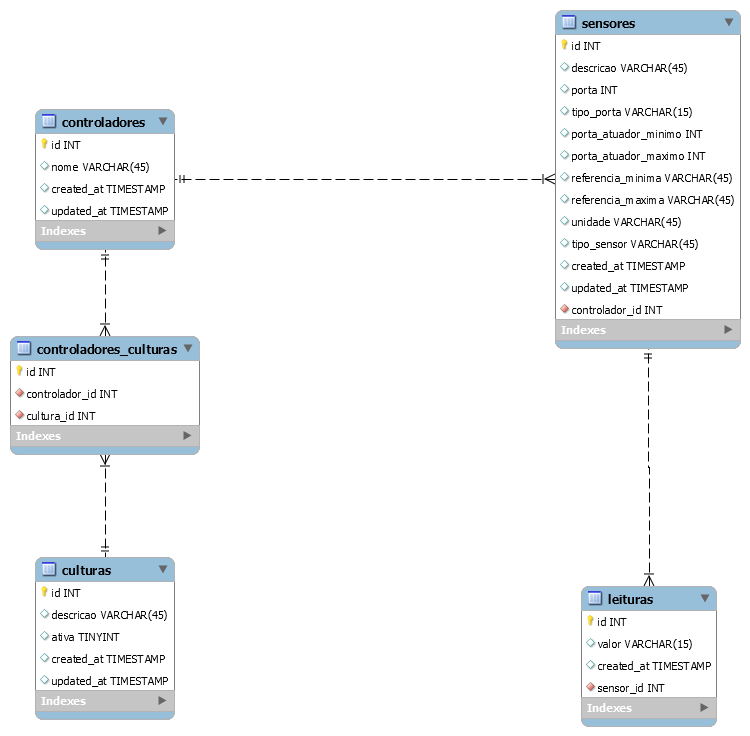 sensores
id INT
descricao VARCHAR(45)
porta INT
tipo_porta VARCHAR(15)
porta_atuador_minimo INT
porta_atuador_maximo INT
referencia_minima VARCHAR(45)
referencia_maxima VARCHAR(45)
unidade VARCHAR(45)
tipo_sensor VARCHAR(45)
created_at TIMESTAMP
updated_at TIMESTAMP
controlador_id INT
Indexes
controladores
id INT
nome VARCHAR(45)
created_at TIMESTAMP
updated_at TIMESTAMP
Indexes
controladores_culturas
id INT
controlador_id INT
cultura_id INT
Indexes
culturas
id INT
descricao VARCHAR(45)
ativa TINYINT
created_at TIMESTAMP
updated_at TIMESTAMP
Indexes
leituras
id INT
valor VARCHAR(15)
created_at TIMESTAMP
sensor_id INT
Indexes